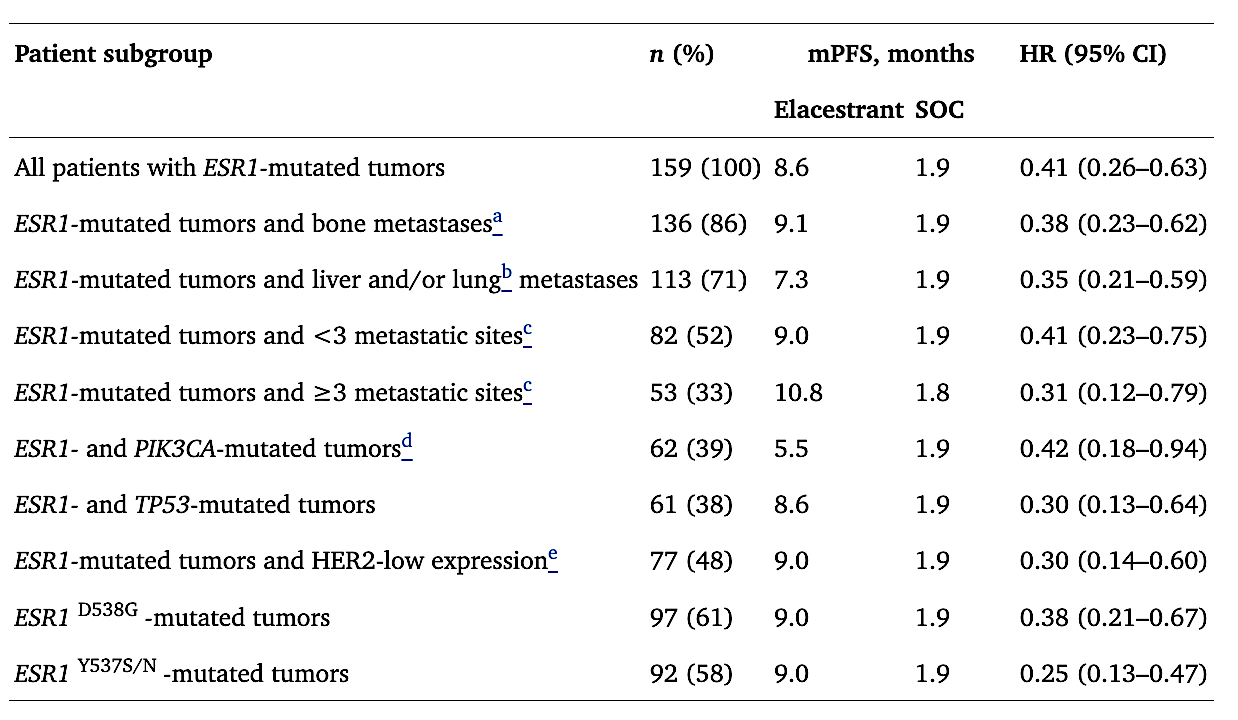 Patient subgroup n (%) mPFS, months HR (95% CI)
Elacestrant SOC
All patients with ESR1-mutated tumors 159 (100) 8.6 1.9 0.41 (0.26–0.63)
ESR1-mutated tumors and bone metastasesa 136 (86) 9.1 1.9 0.38 (0.23–0.62)
ESR1-mutated tumors and liver and/or lungb metastases 113 (71) 7.3 1.9 0.35 (0.21–0.59)
ESR1-mutated tumors and <3 metastatic sitesc 82 (52) 9.0 1.9 0.41 (0.23–0.75)
ESR1-mutated tumors and ≥3 metastatic sitesc 53 (33) 10.8 1.8 0.31 (0.12–0.79)
ESR1- and PIK3CA-mutated tumorsd 62 (39) 5.5 1.9 0.42 (0.18–0.94)
ESR1- and TP53-mutated tumors 61 (38) 8.6 1.9 0.30 (0.13–0.64)
ESR1-mutated tumors and HER2-low expressione 77 (48) 9.0 1.9 0.30 (0.14–0.60)
ESR1 D538G -mutated tumors 97 (61) 9.0 1.9 0.38 (0.21–0.67)
ESR1 Y537S/N -mutated tumors 92 (58) 9.0 1.9 0.25 (0.13–0.47)